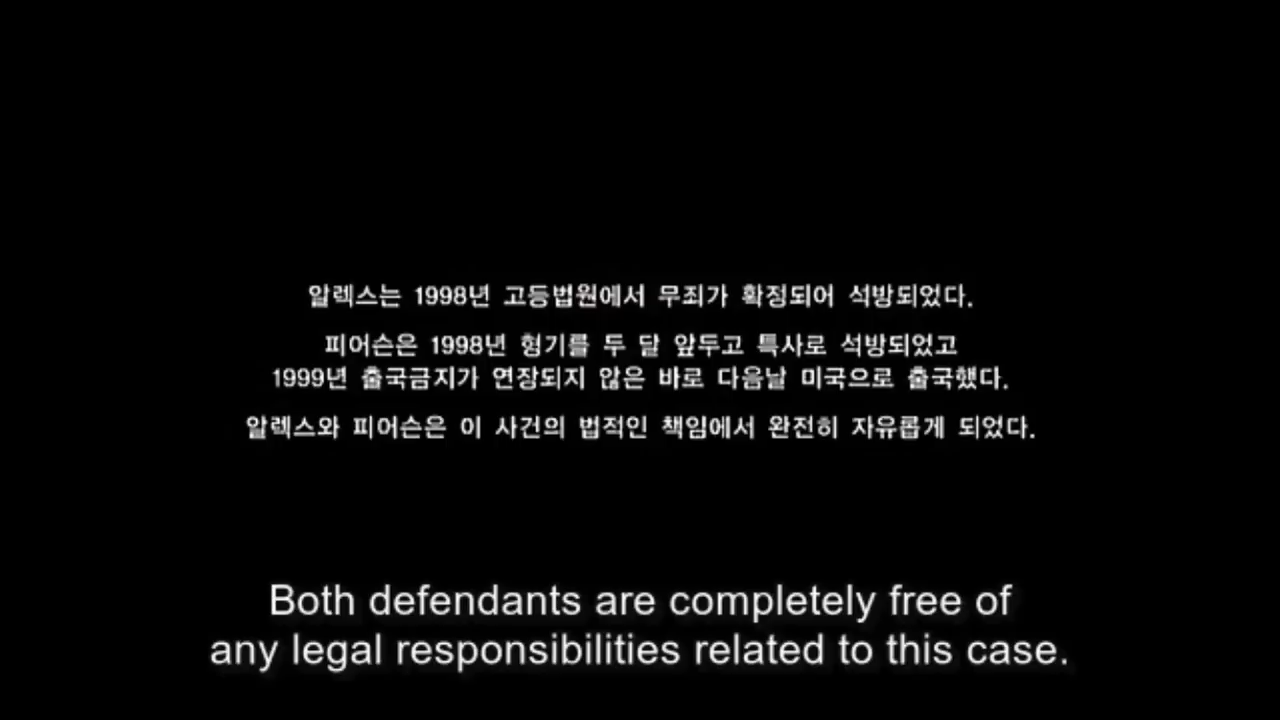 알렉스는 1998년 고등법원에서 무죄가 확정되어 석방되었다.
피어슨은 1998년 형기를 두 달 앞두고 특사로 석방되었고
1999년 출국금지가 연장되지 않은 바로 다음날 미국으로 출국했다.
알렉스와 피어슨은 이 사건의 법적인 책임에서 완전히 자유롭게 되었다.
Both defendants are completely free of
any legal responsibilities related to this case.